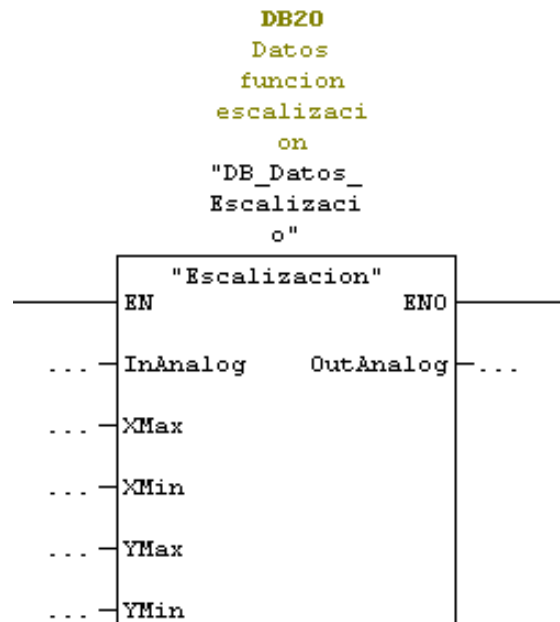 DB20
Datos
funcion
escalizaci
on
"DB_Datos_
Escalizaci
o"
"Escalizacion"
EN ENO
... InAnalog OutAnalog ...
... XMax
... XMin
... YMax
... YMin